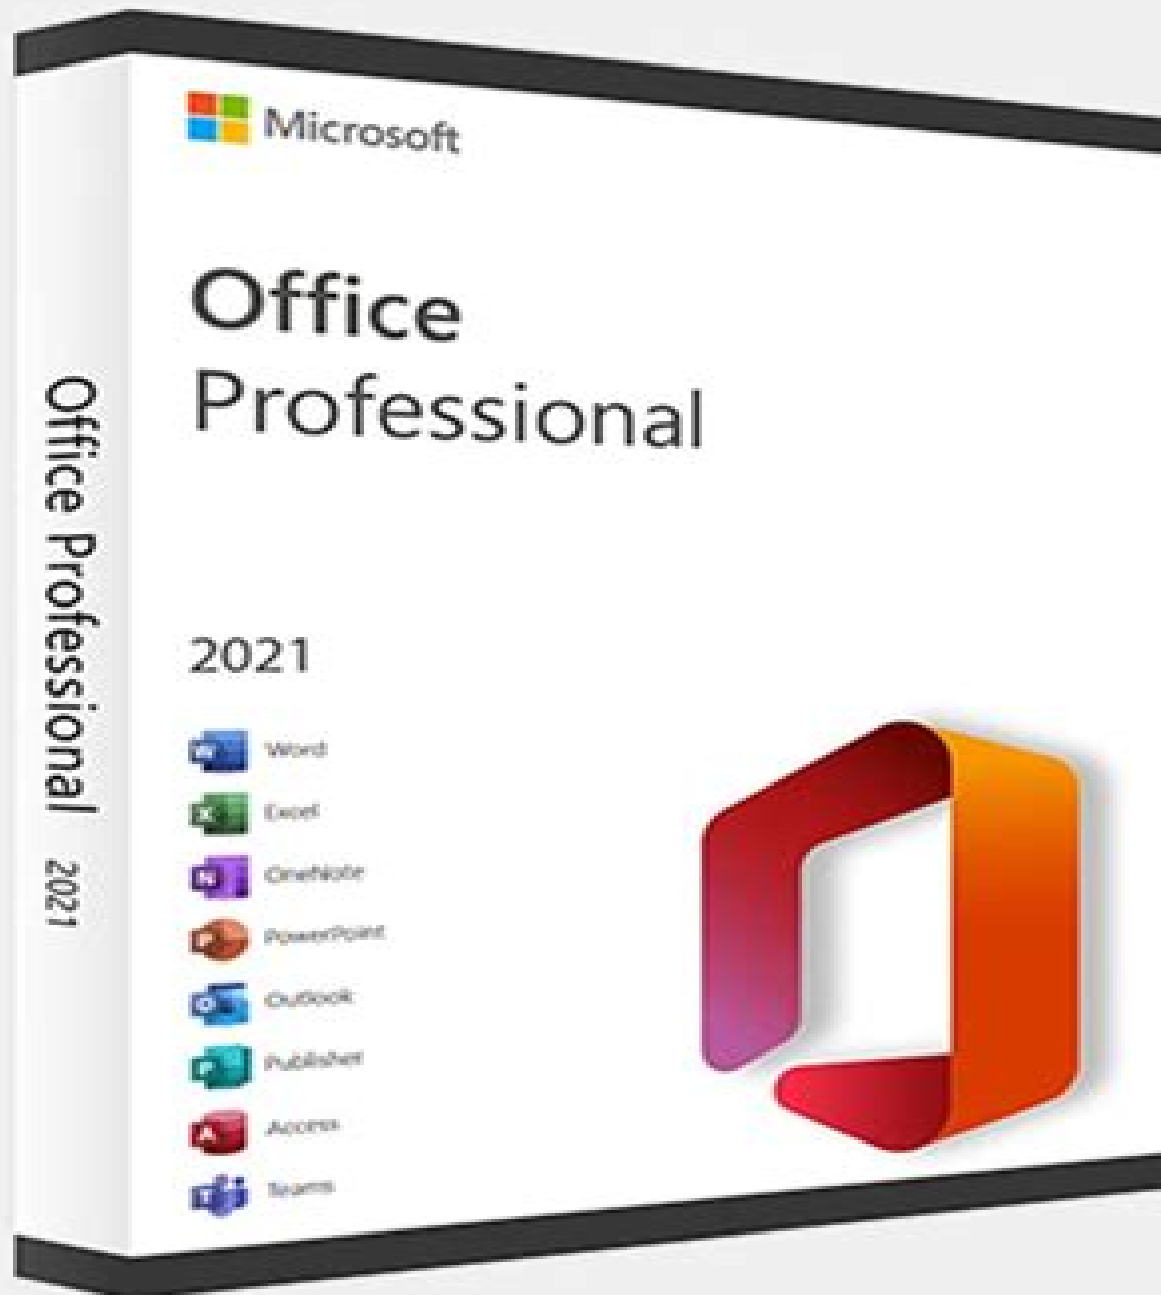 Microsoft
Office
Professional
2021
Word
Excel
OneNote
PowerPoint
Outlook
Publisher
Access
Teams
Office Professional 2021